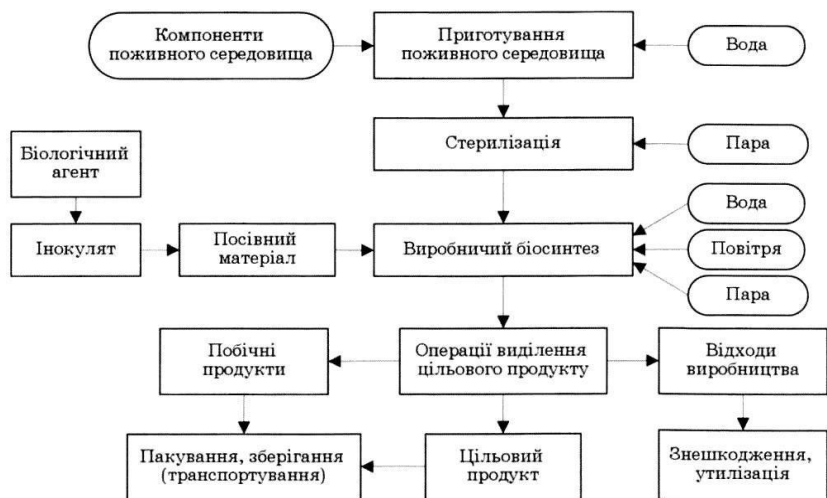 Компоненти
поживного середовища
Приготування
поживного середовища
Вода
Стерилізація
Пара
Біологічний
агент
Вода
Інокулят
Посівний
матеріал
Виробничий біосинтез
Повітря
Пара
Побічні
продукти
Операції виділення
цільового продукту
Відходи
виробництва
Пакування, зберігання
(транспортування)
Цільовий
продукт
Знешкодження,
утилізація